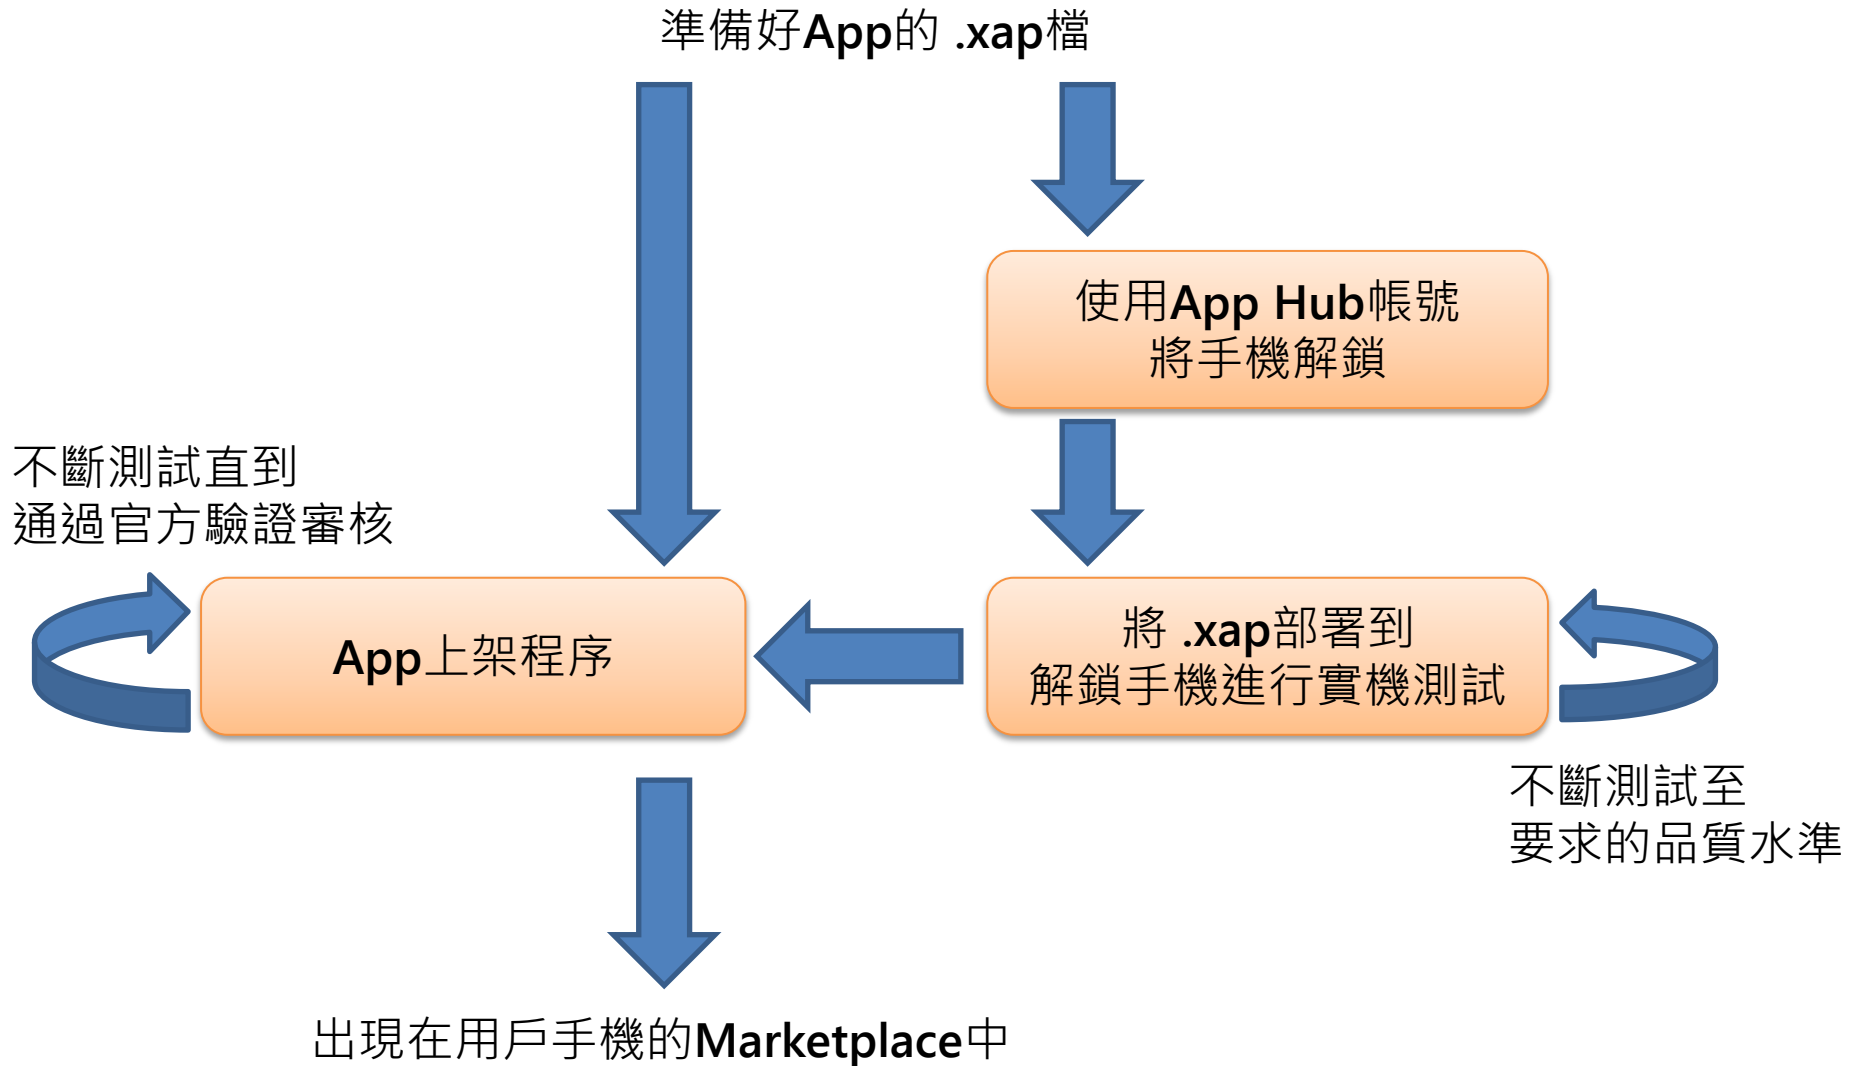 準備好App的 .xap檔
使用App Hub帳號
將手機解鎖
不斷測試直到
通過官方驗證審核
App上架程序
將 .xap部署到
解鎖手機進行實機測試
不斷測試至
要求的品質水準
出現在用戶手機的Marketplace中